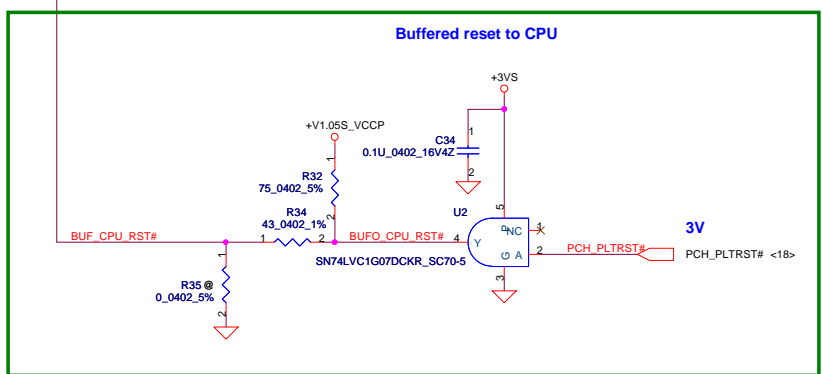 Buffered reset to CPU
+3VS
+V1.05S_VCCP
1
C34
0.1U_0402_16V4Z
2
1
R32
75_0402_5%
2
U2
5
P
NC
1
3V
R34
43_0402_1%
BUF_CPU_RST#
1
2
BUFO_CPU_RST#
4
Y
G
A
2
PCH_PLTRST#
PCH_PLTRST# <18>
SN74LVC1G07DCKR_SC70-5
3
1
R35 @
0_0402_5%
2